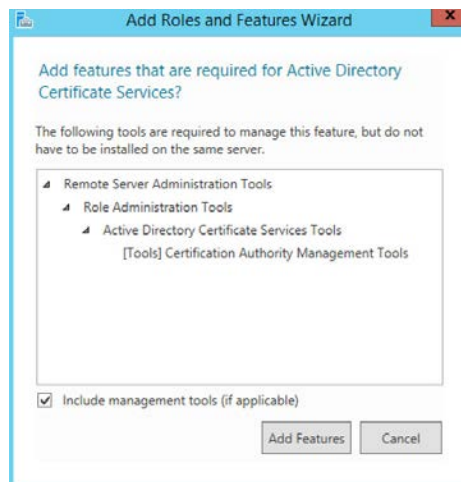 Add Roles and Features Wizard
x
Add features that are required for Active Directory
Certificate Services?
The following tools are required to manage this feature, but do not
have to be installed on the same server.
Remote Server Administration Tools
Role Administration Tools
Active Directory Certificate Services Tools
[Tools] Certification Authority Management Tools
Include management tools (if applicable)
Add Features
Cancel